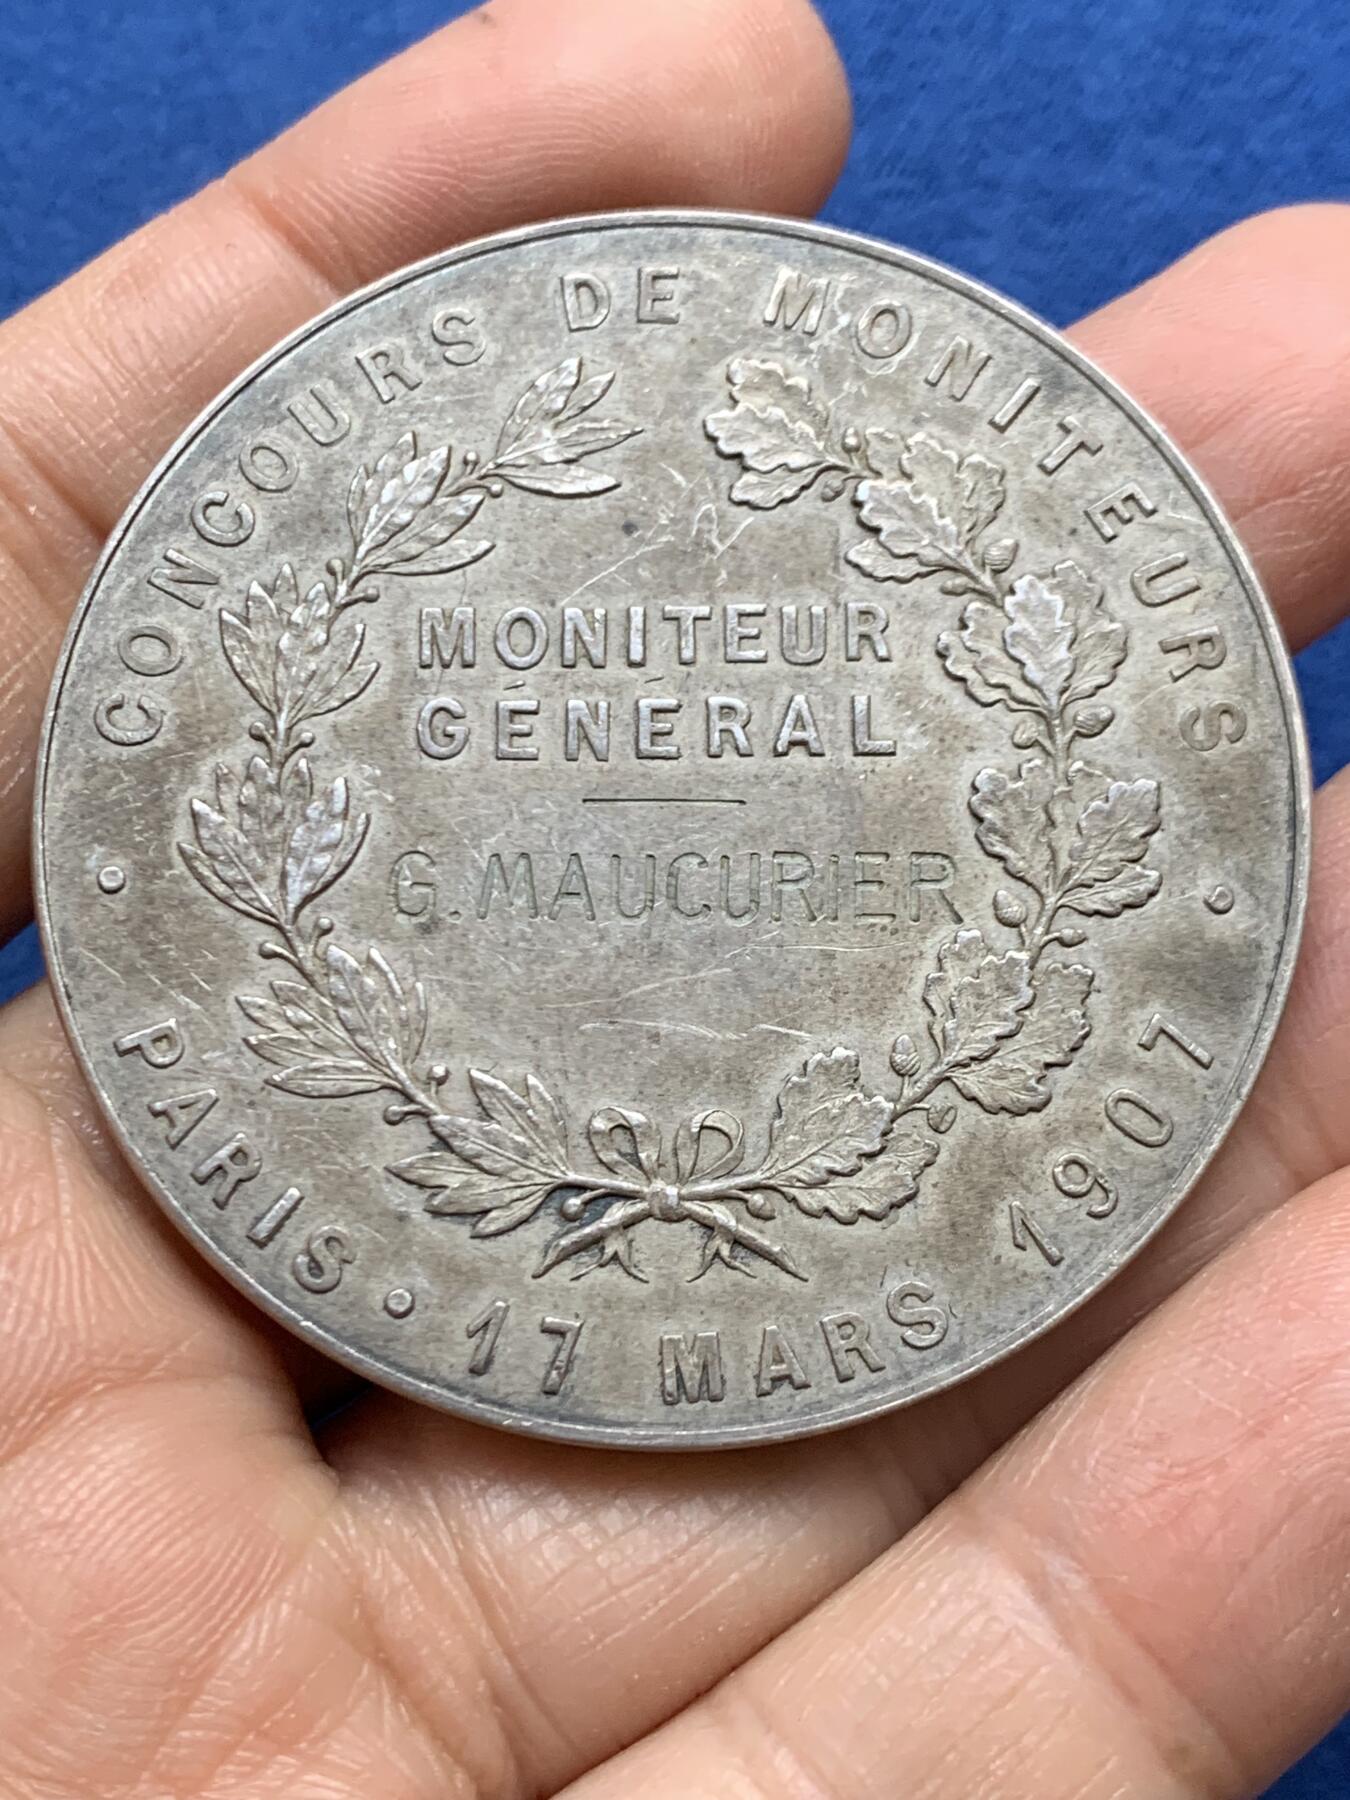 CONCOURS DE MONITEURS
MONITEUR
GÉNÉRAL
G. MAUCURIER
• PARIS • 17 MARS 1907 •